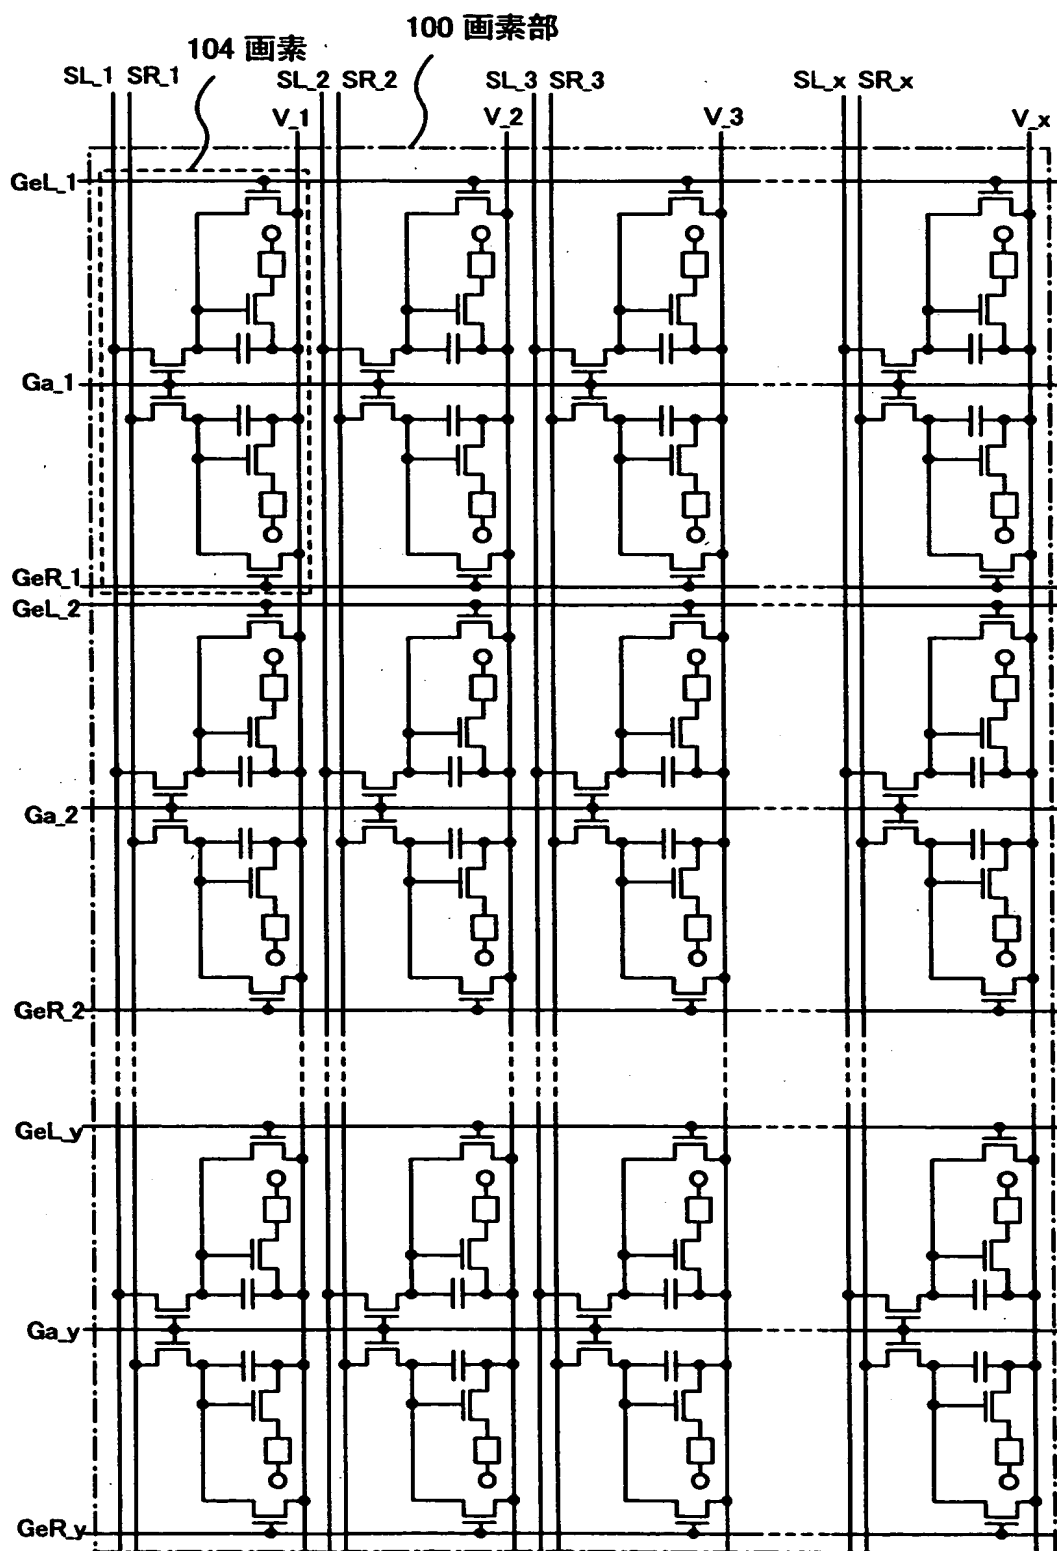 100 画素部
104 画素
SL_1 SR_1
SL_2 SR_2
SL_3 SR_3
SL_x SR_x
V_1
V_2
V_3
V_x
GeL_1
Ga_1
GeR_1
GeL_2
Ga_2
GeR_2
GeL_y
Ga_y
GeR_y